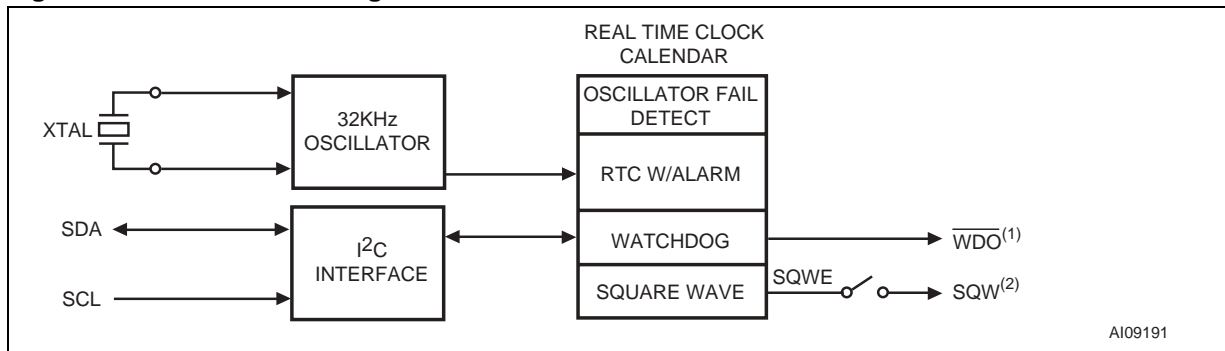 REAL TIME CLOCK
CALENDAR
OSCILLATOR FAIL
DETECT
XTAL
32KHz
OSCILLATOR
RTC W/ALARM
SDA
I2C
INTERFACE
WATCHDOG
WDO(1)
SCL
SQUARE WAVE
SQWE
SQW(2)
AI09191